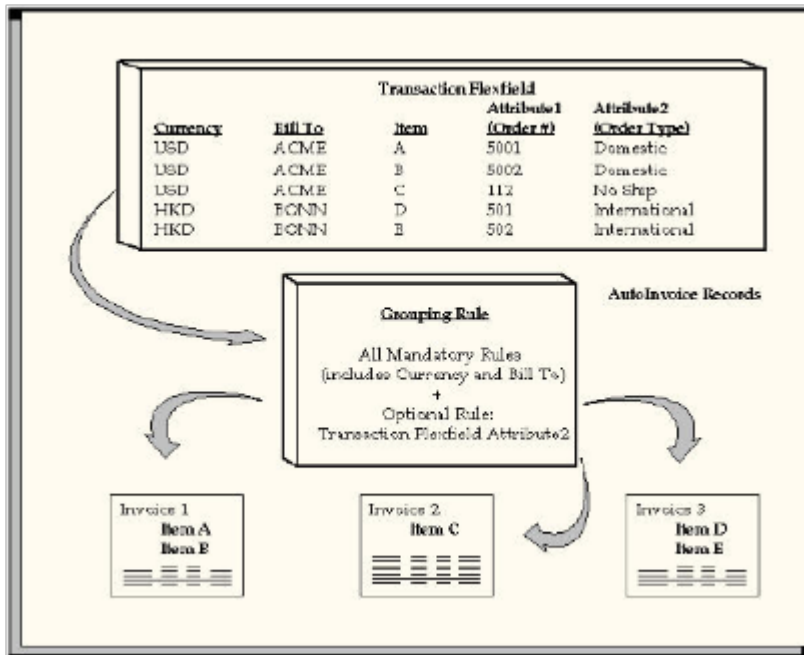 Transaction Flexfield
Attribute1 Attribute2
Currency Bill To Item (Order #) (Order Type)
USD ACME A 5001 Domestic
USD ACME B 5002 Domestic
USD ACME C 112 No Ship
HKD BONN D 501 International
HKD BONN E 502 International
AutoInvoice Records
Grouping Rule
All Mandatory Rules
(includes Currency and Bill To)
+
Optional Rule:
Transaction Flexfield Attribute2
Invoice 1
Item A
Item B
Invoice 2
Item C
Invoice 3
Item D
Item E